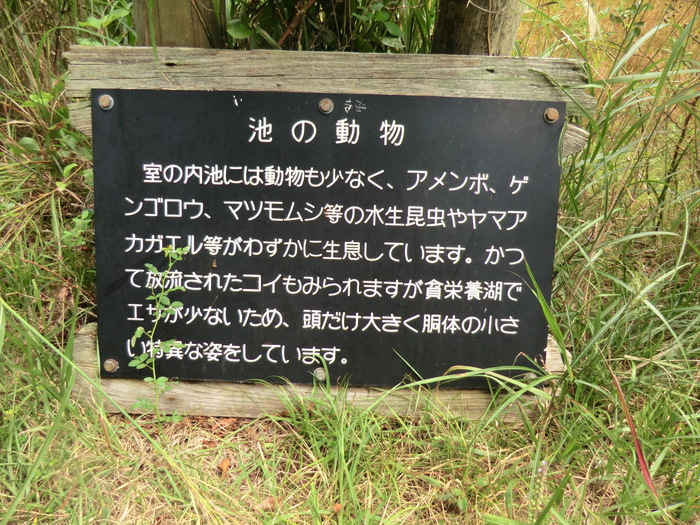 池の動物
室の内池には動物も少なく、アメンボ、ゲ
ンゴロウ、マツモムシ等の水生昆虫やヤマア
カガエル等がわずかに生息しています。かつ
て放流されたコイもみられますが貧栄養湖で
エサが少ないため、頭だけ大きく胴体の小さ
い特異な姿をしています。